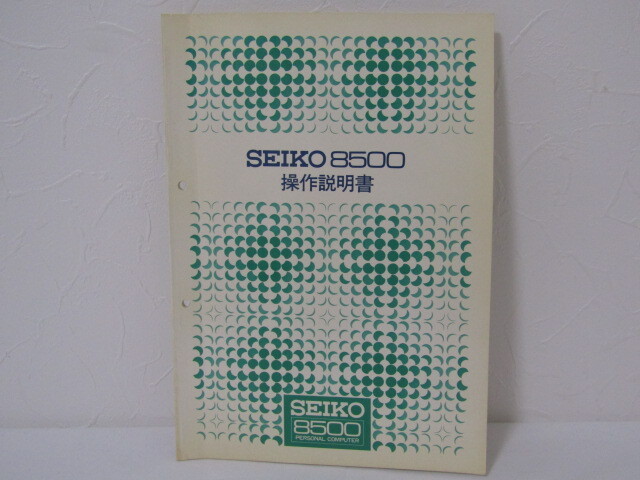 SEIKO 8500
操作説明書
SEIKO
8500
PERSONAL COMPUTER